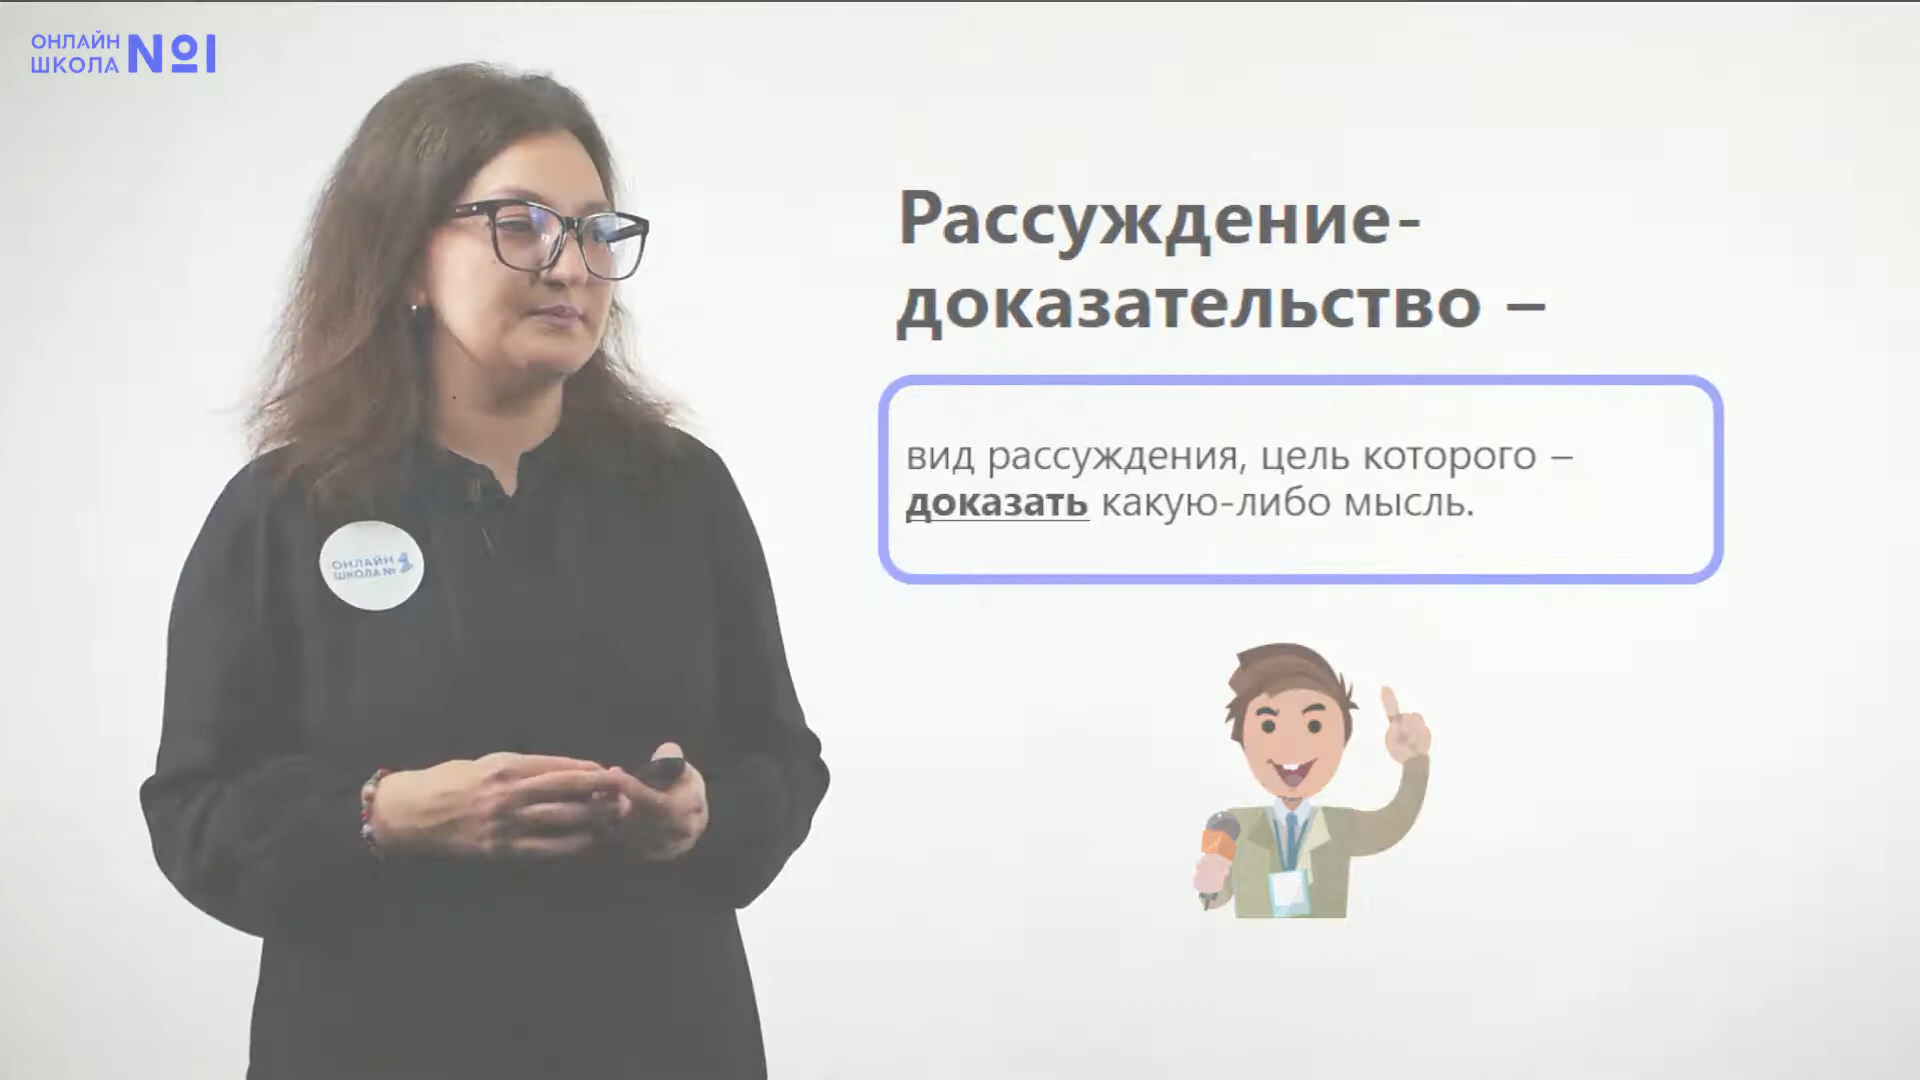 ОНЛАЙН
ШКОЛА №1
Рассуждение-
доказательство –
вид рассуждения, цель которого –
доказать какую-либо мысль.
ОНЛАЙН
ШКОЛА №1